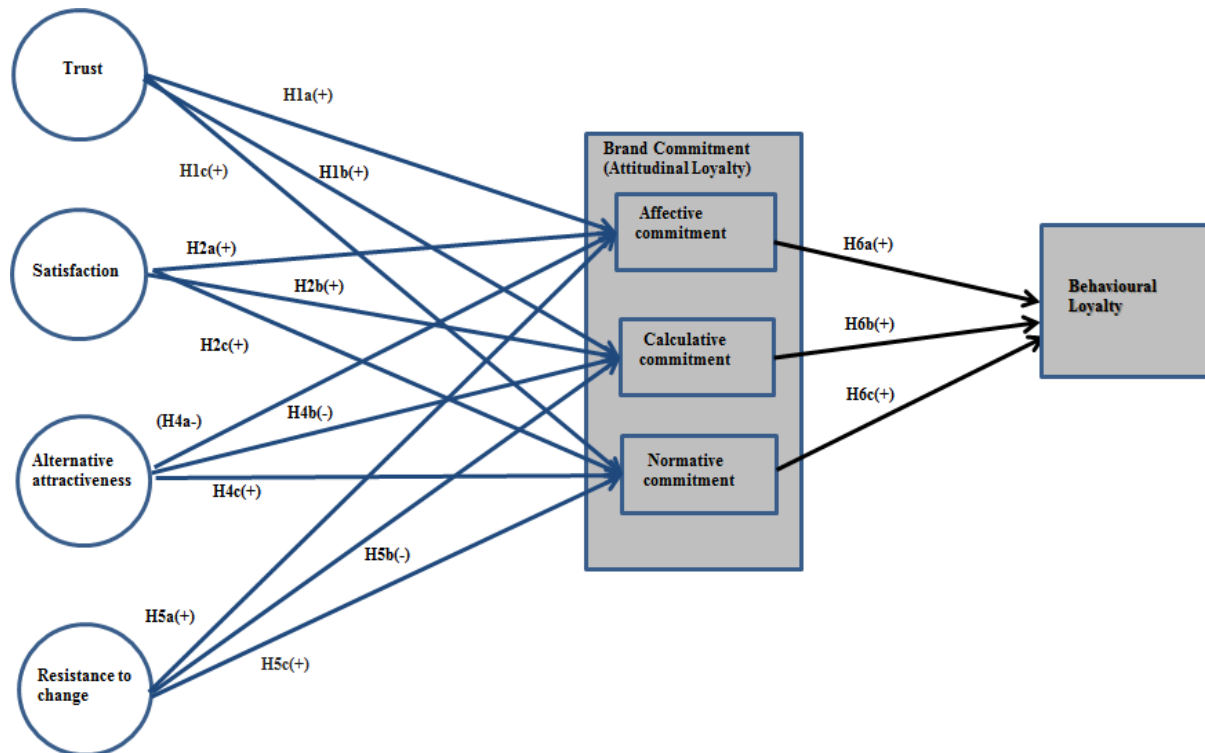 Trust
H1a(+)
H1c(+)
H1b(+)
Brand Commitment
(Attitudinal Loyalty)
Affective
commitment
Satisfaction
H2a(+)
H2b(+)
H2c(+)
Calculative
commitment
H6a(+)
H6b(+)
H6c(+)
Behavioural
Loyalty
Alternative
attractiveness
(H4a-)
H4b(-)
H4c(+)
Normative
commitment
Resistance to
change
H5a(+)
H5b(-)
H5c(+)